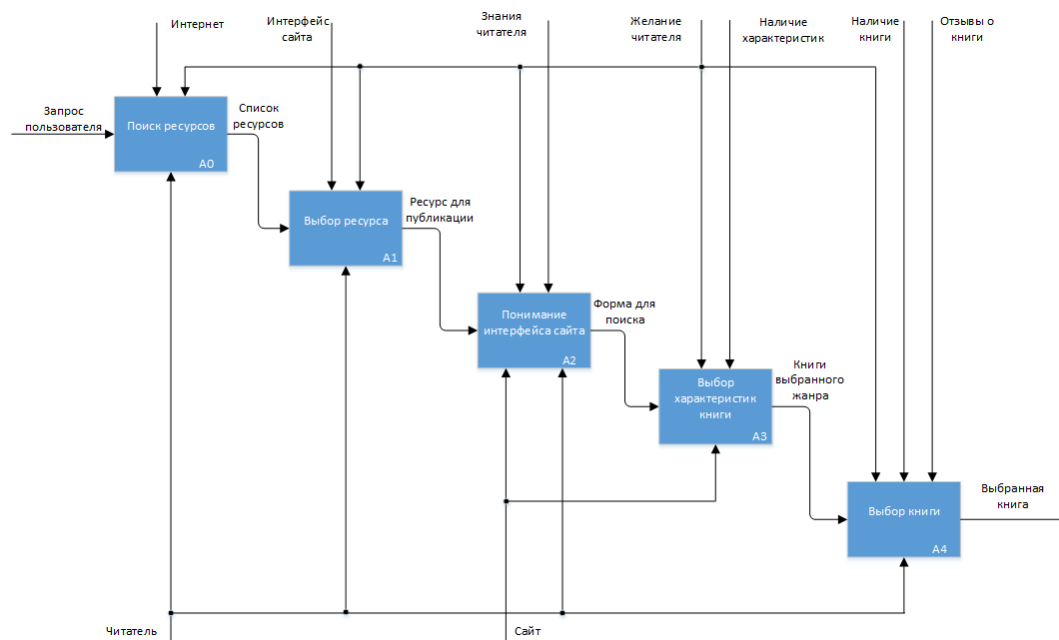 Интернет
Интерфейс
сайта
Знания
читателя
Желание
читателя
Наличие
характеристик
Наличие
книги
Отзывы о
книги
Запрос
пользователя
Поиск ресурсов
A0
Список
ресурсов
Выбор ресурса
A1
Ресурс для
публикации
Понимание
интерфейса сайта
A2
Форма для
поиска
Выбор
характеристик
книги
A3
Книги
выбранного
жанра
Выбор книги
A4
Выбранная
книга
Читатель
Сайт